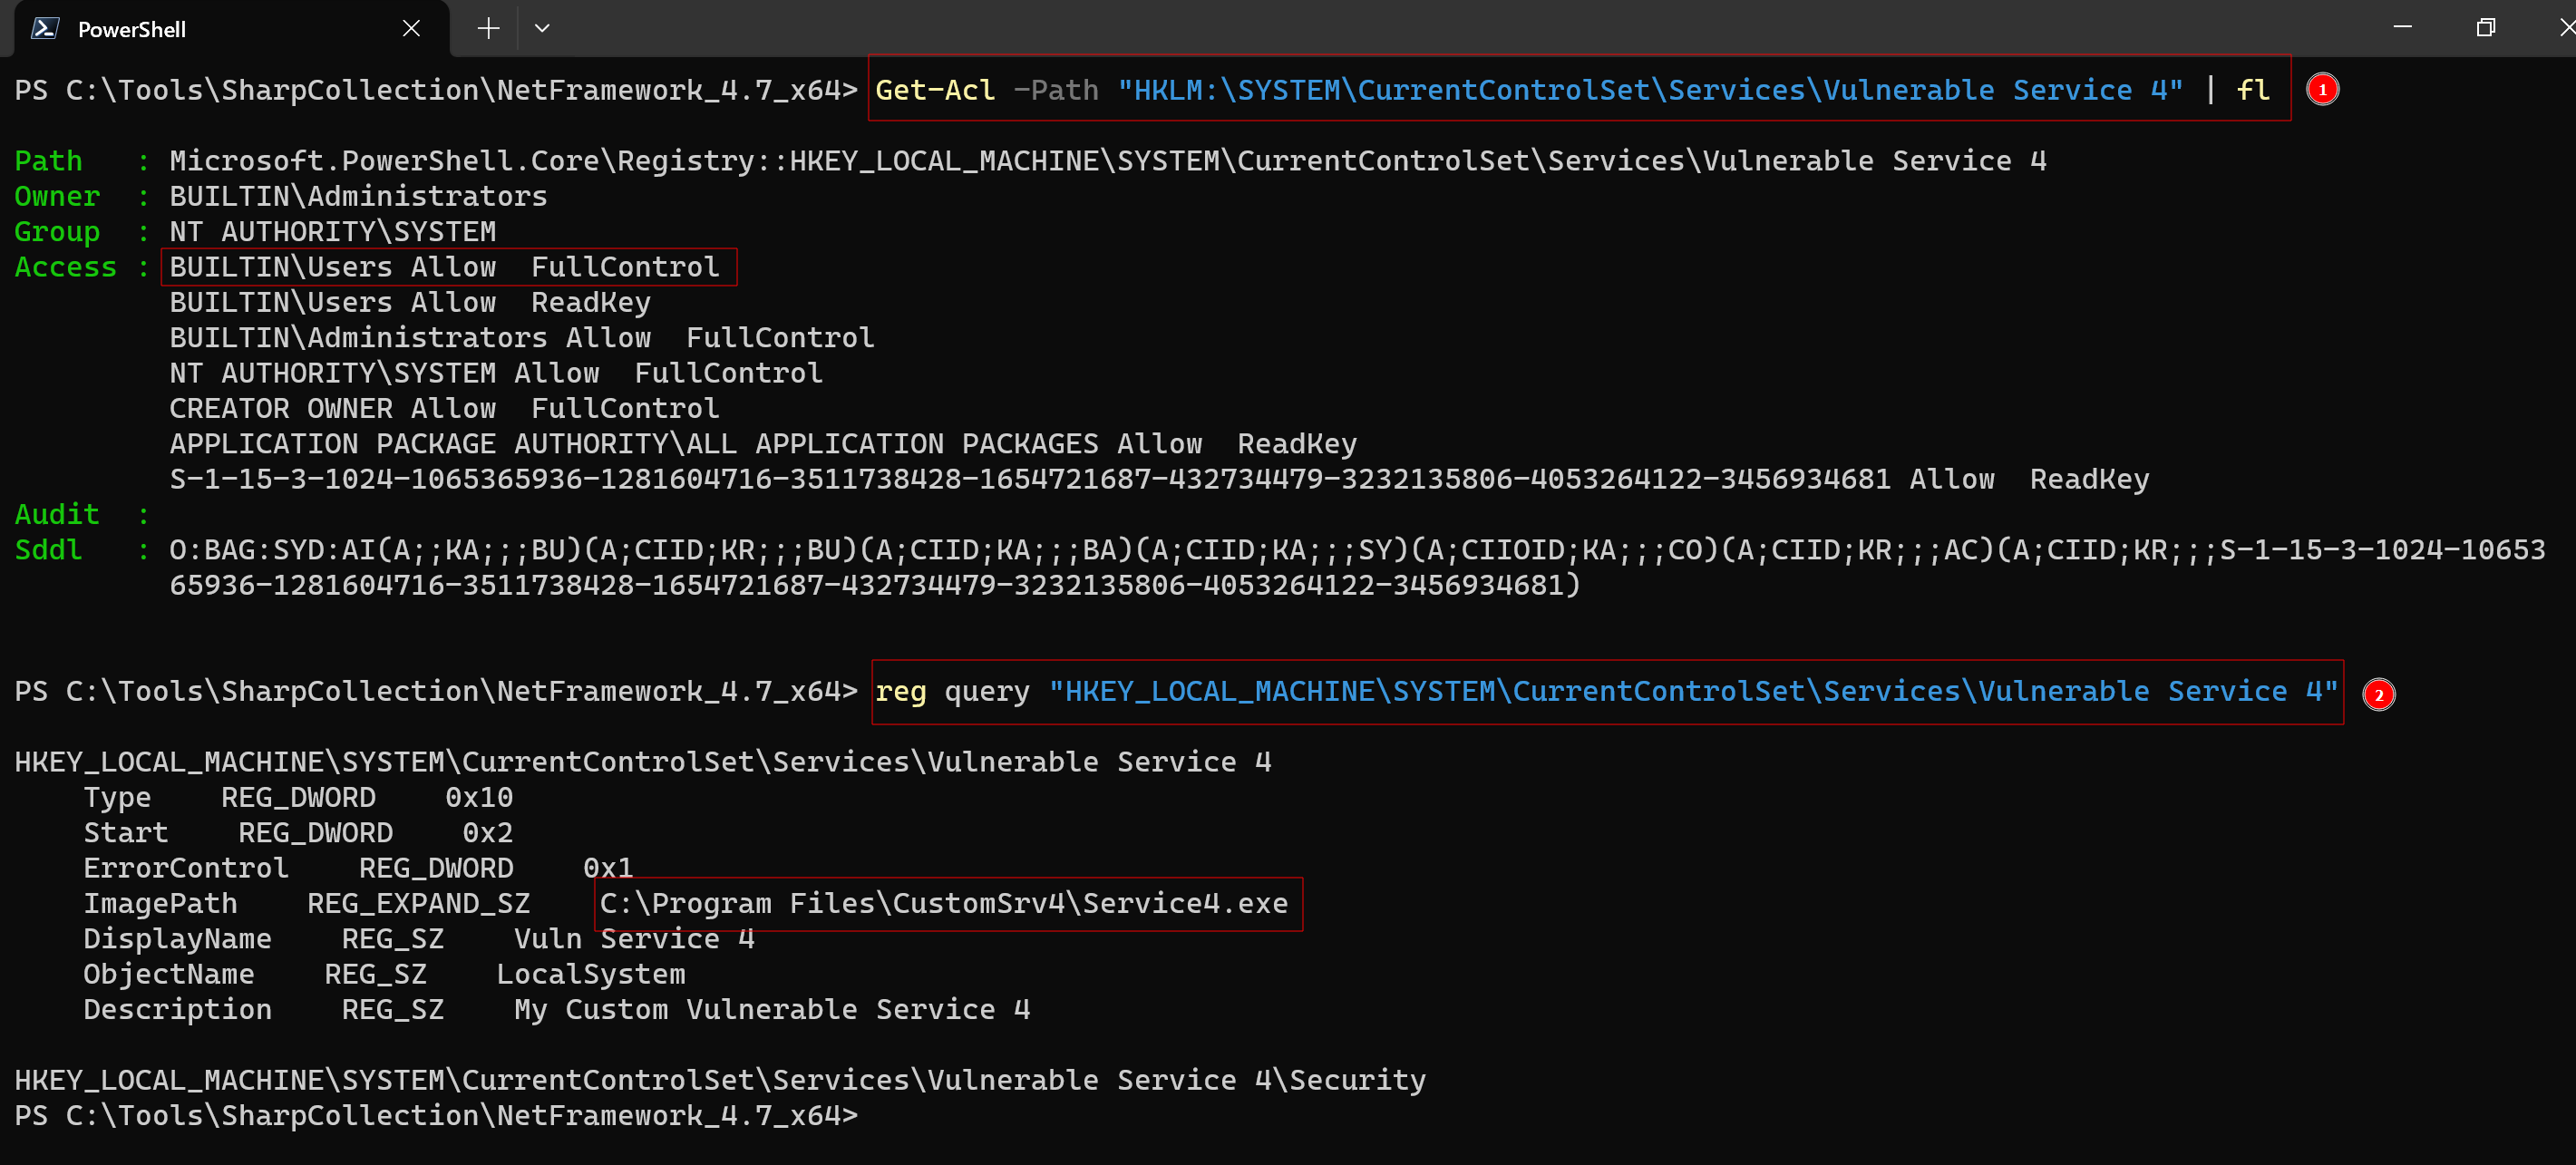 PowerShell
PS C:\Tools\SharpCollection\NetFramework_4.7_x64> Get-Acl -Path "HKLM:\SYSTEM\CurrentControlSet\Services\Vulnerable Service 4" | fl 1
Path   : Microsoft.PowerShell.Core\Registry::HKEY_LOCAL_MACHINE\SYSTEM\CurrentControlSet\Services\Vulnerable Service 4
Owner  : BUILTIN\Administrators
Group  : NT AUTHORITY\SYSTEM
Access : BUILTIN\Users Allow  FullControl
         BUILTIN\Users Allow  ReadKey
         BUILTIN\Administrators Allow  FullControl
         NT AUTHORITY\SYSTEM Allow  FullControl
         CREATOR OWNER Allow  FullControl
         APPLICATION PACKAGE AUTHORITY\ALL APPLICATION PACKAGES Allow  ReadKey
         S-1-15-3-1024-1065365936-1281604716-3511738428-1654721687-432734479-3232135806-4053264122-3456934681 Allow  ReadKey
Audit  :
Sddl   : O:BAG:SYD:AI(A;;KA;;;BU)(A;CIID;KR;;;BU)(A;CIID;KA;;;BA)(A;CIID;KA;;;SY)(A;CIIOID;KA;;;CO)(A;CIID;KR;;;AC)(A;CIID;KR;;;S-1-15-3-1024-10653
         65936-1281604716-3511738428-1654721687-432734479-3232135806-4053264122-3456934681)
PS C:\Tools\SharpCollection\NetFramework_4.7_x64> reg query "HKEY_LOCAL_MACHINE\SYSTEM\CurrentControlSet\Services\Vulnerable Service 4" 2
HKEY_LOCAL_MACHINE\SYSTEM\CurrentControlSet\Services\Vulnerable Service 4
    Type    REG_DWORD    0x10
    Start    REG_DWORD    0x2
    ErrorControl    REG_DWORD    0x1
    ImagePath    REG_EXPAND_SZ    C:\Program Files\CustomSrv4\Service4.exe
    DisplayName    REG_SZ    Vuln Service 4
    ObjectName    REG_SZ    LocalSystem
    Description    REG_SZ    My Custom Vulnerable Service 4
HKEY_LOCAL_MACHINE\SYSTEM\CurrentControlSet\Services\Vulnerable Service 4\Security
PS C:\Tools\SharpCollection\NetFramework_4.7_x64>